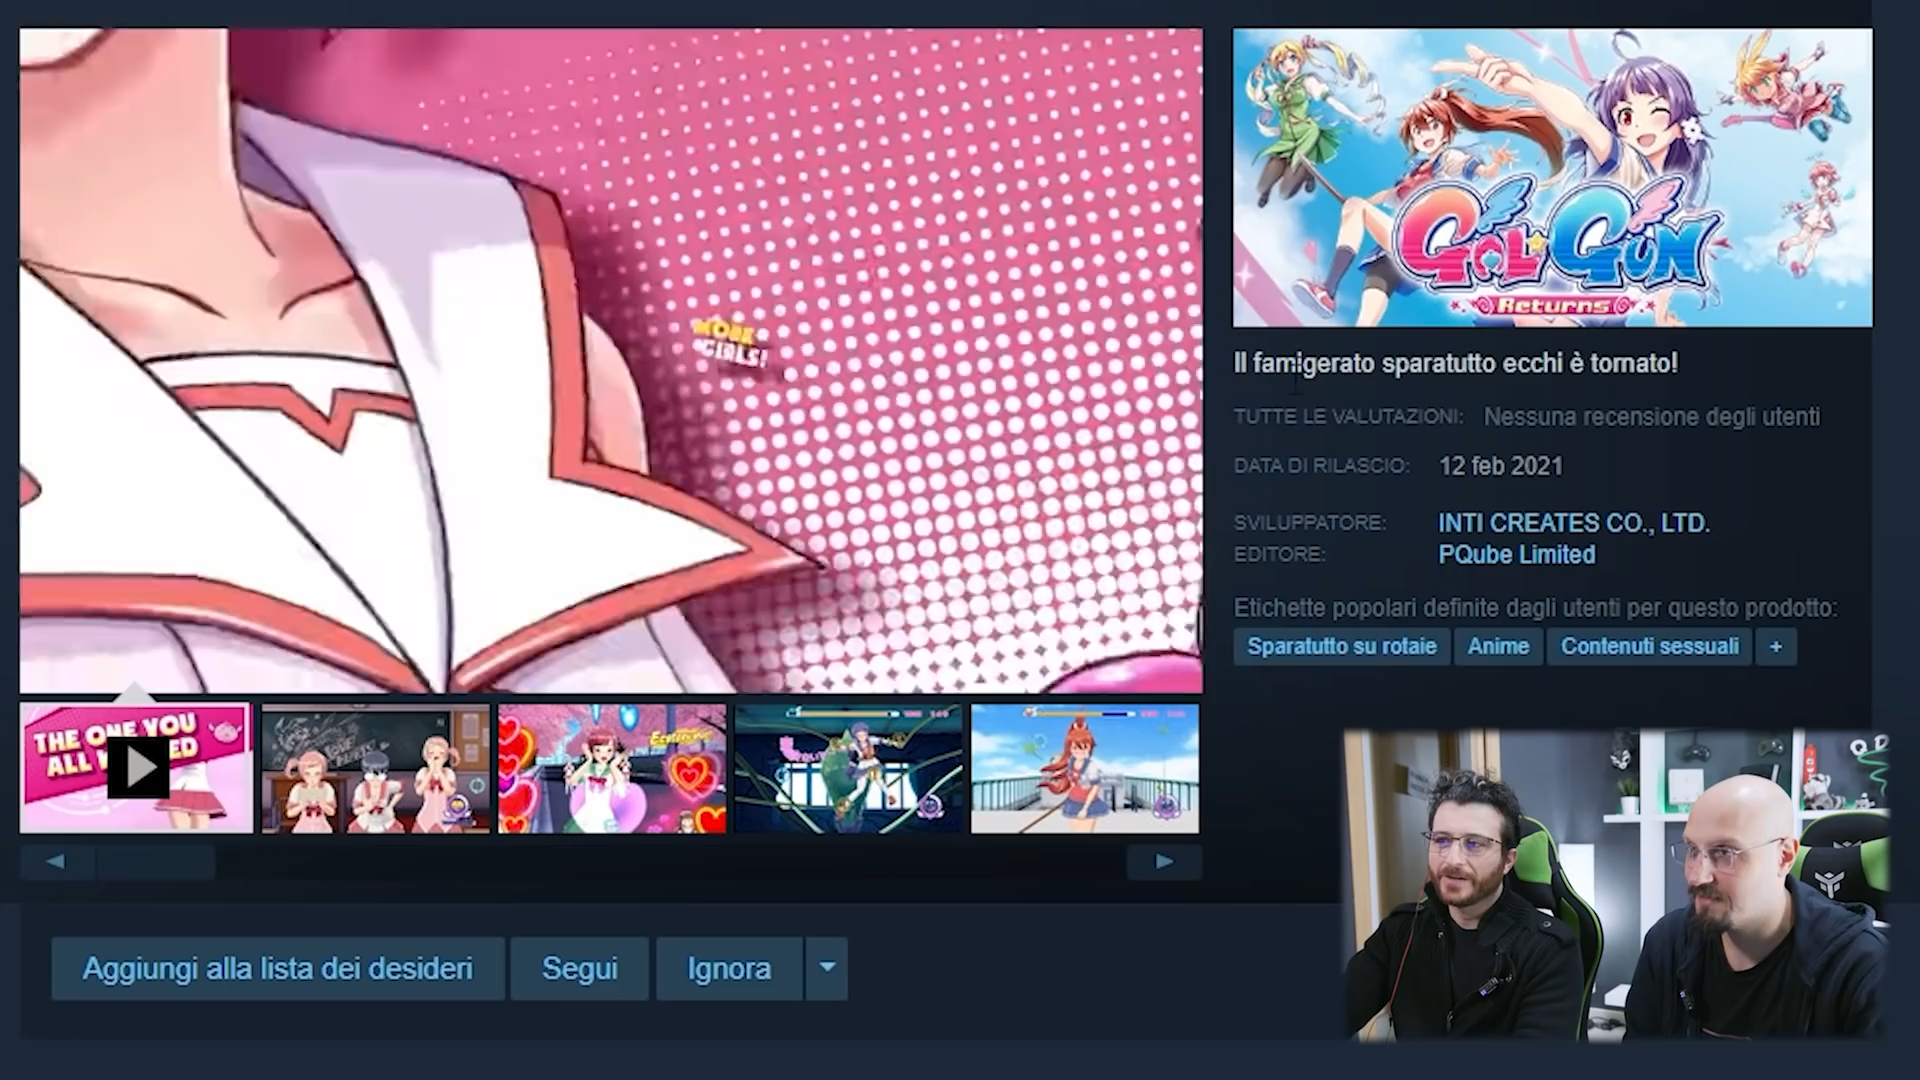 MORE
GIRLS!
GAL GUN
Returns
Il famigerato sparatutto ecchi è tornato!
TUTTE LE VALUTAZIONI: Nessuna recensione degli utenti
DATA DI RILASCIO: 12 feb 2021
SVILUPPATORE: INTI CREATES CO., LTD.
EDITORE: PQube Limited
Etichette popolari definite dagli utenti per questo prodotto:
Sparatutto su rotaie Anime Contenuti sessuali +
THE ONE YOU
ALL
Aggiungi alla lista dei desideri Segui Ignora